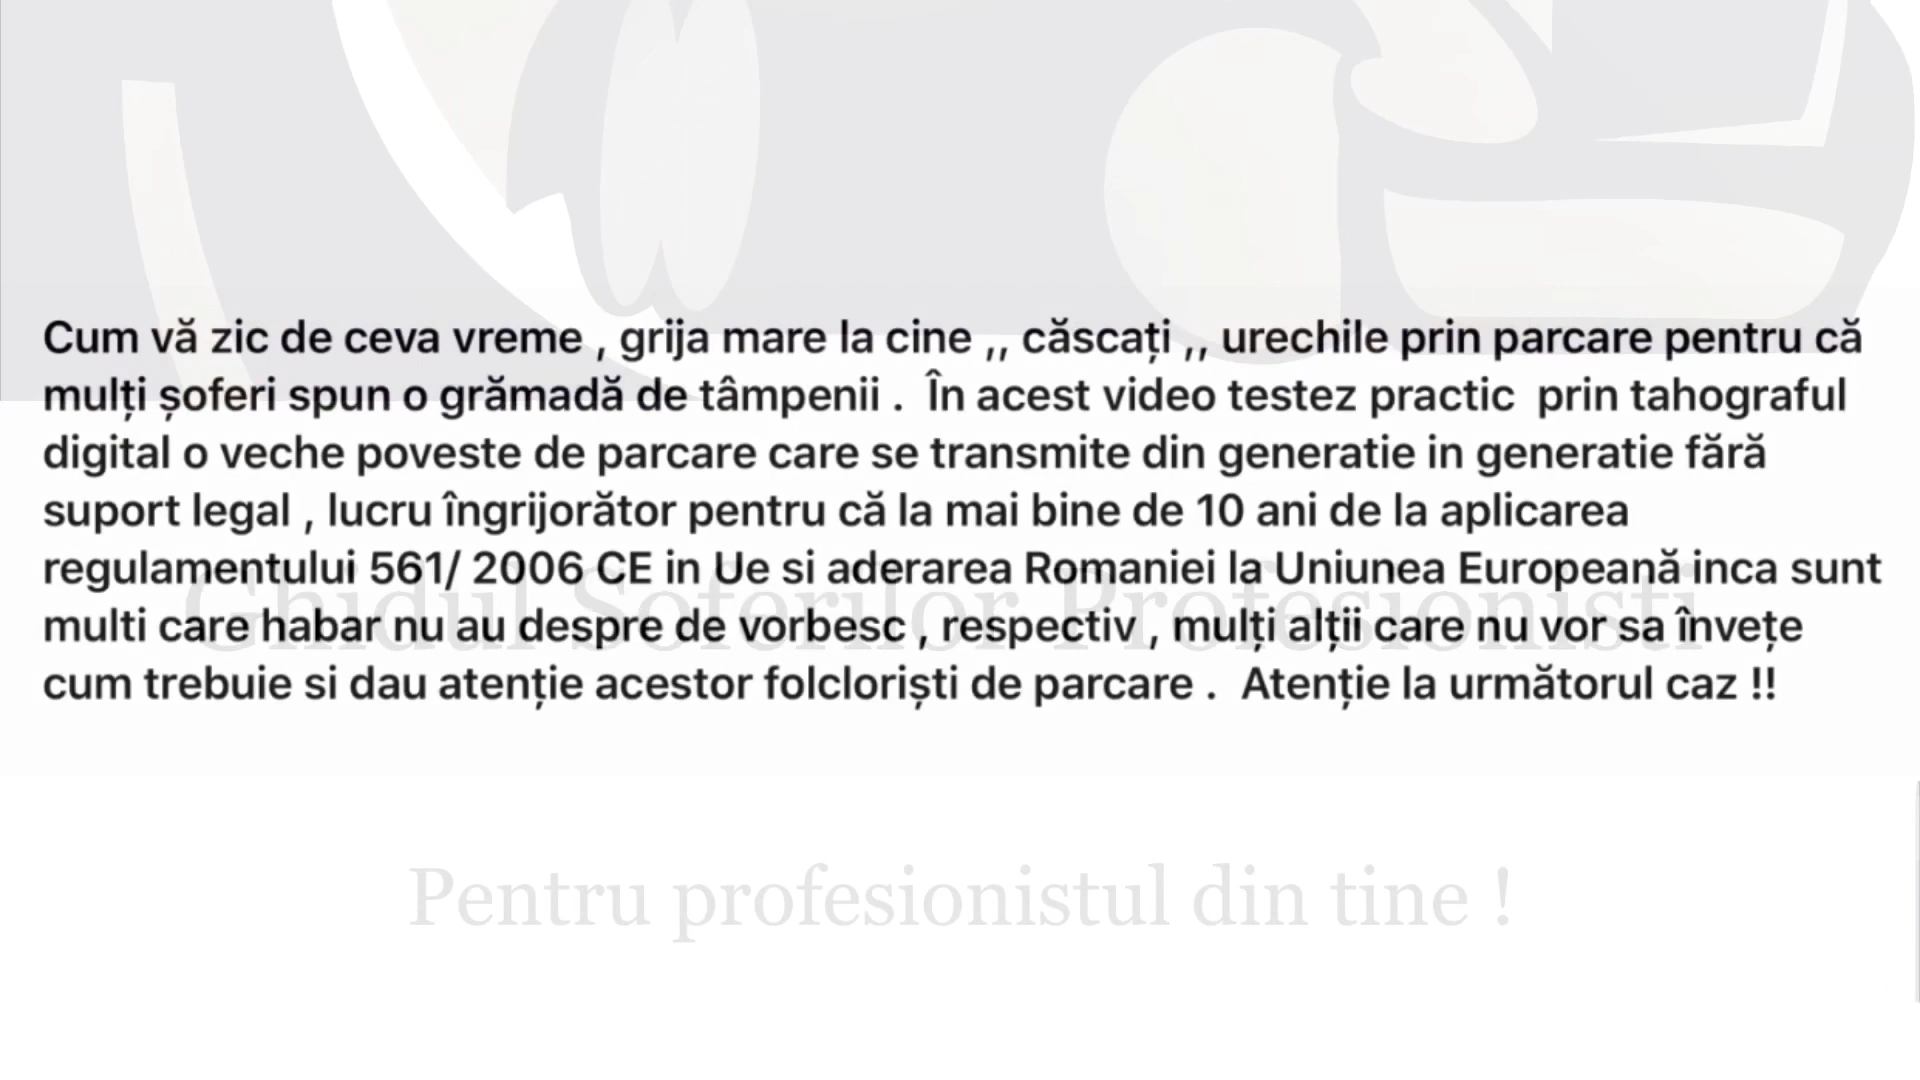 Cum vă zic de ceva vreme , grija mare la cine ,, căscați ,, urechile prin parcare pentru că
mulți șoferi spun o grămadă de tâmpenii .  În acest video testez practic  prin tahograful
digital o veche poveste de parcare care se transmite din generatie in generatie fără
suport legal , lucru îngrijorător pentru că la mai bine de 10 ani de la aplicarea
regulamentului 561/ 2006 CE in Ue si aderarea Romaniei la Uniunea Europeană inca sunt
Ghidul Soferilor Profesionisti
multi care habar nu au despre de vorbesc , respectiv , mulți alții care nu vor sa învețe
cum trebuie si dau atenție acestor folcloriști de parcare .  Atenție la următorul caz !!
Pentru profesionistul din tine !